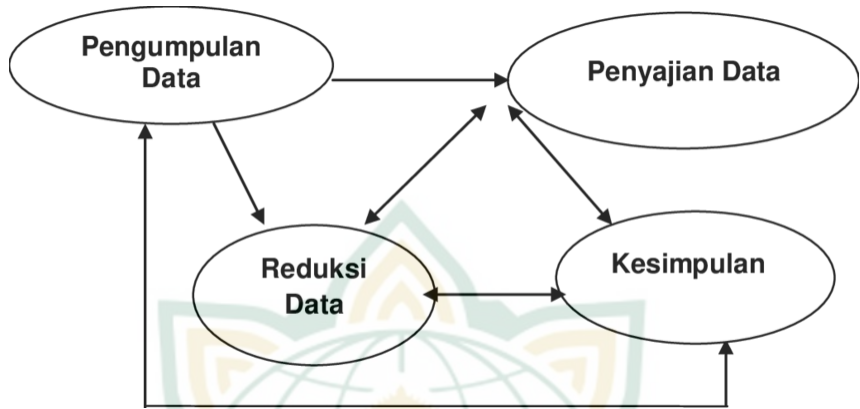 Pengumpulan
Data
Penyajian Data
Reduksi
Data
Kesimpulan